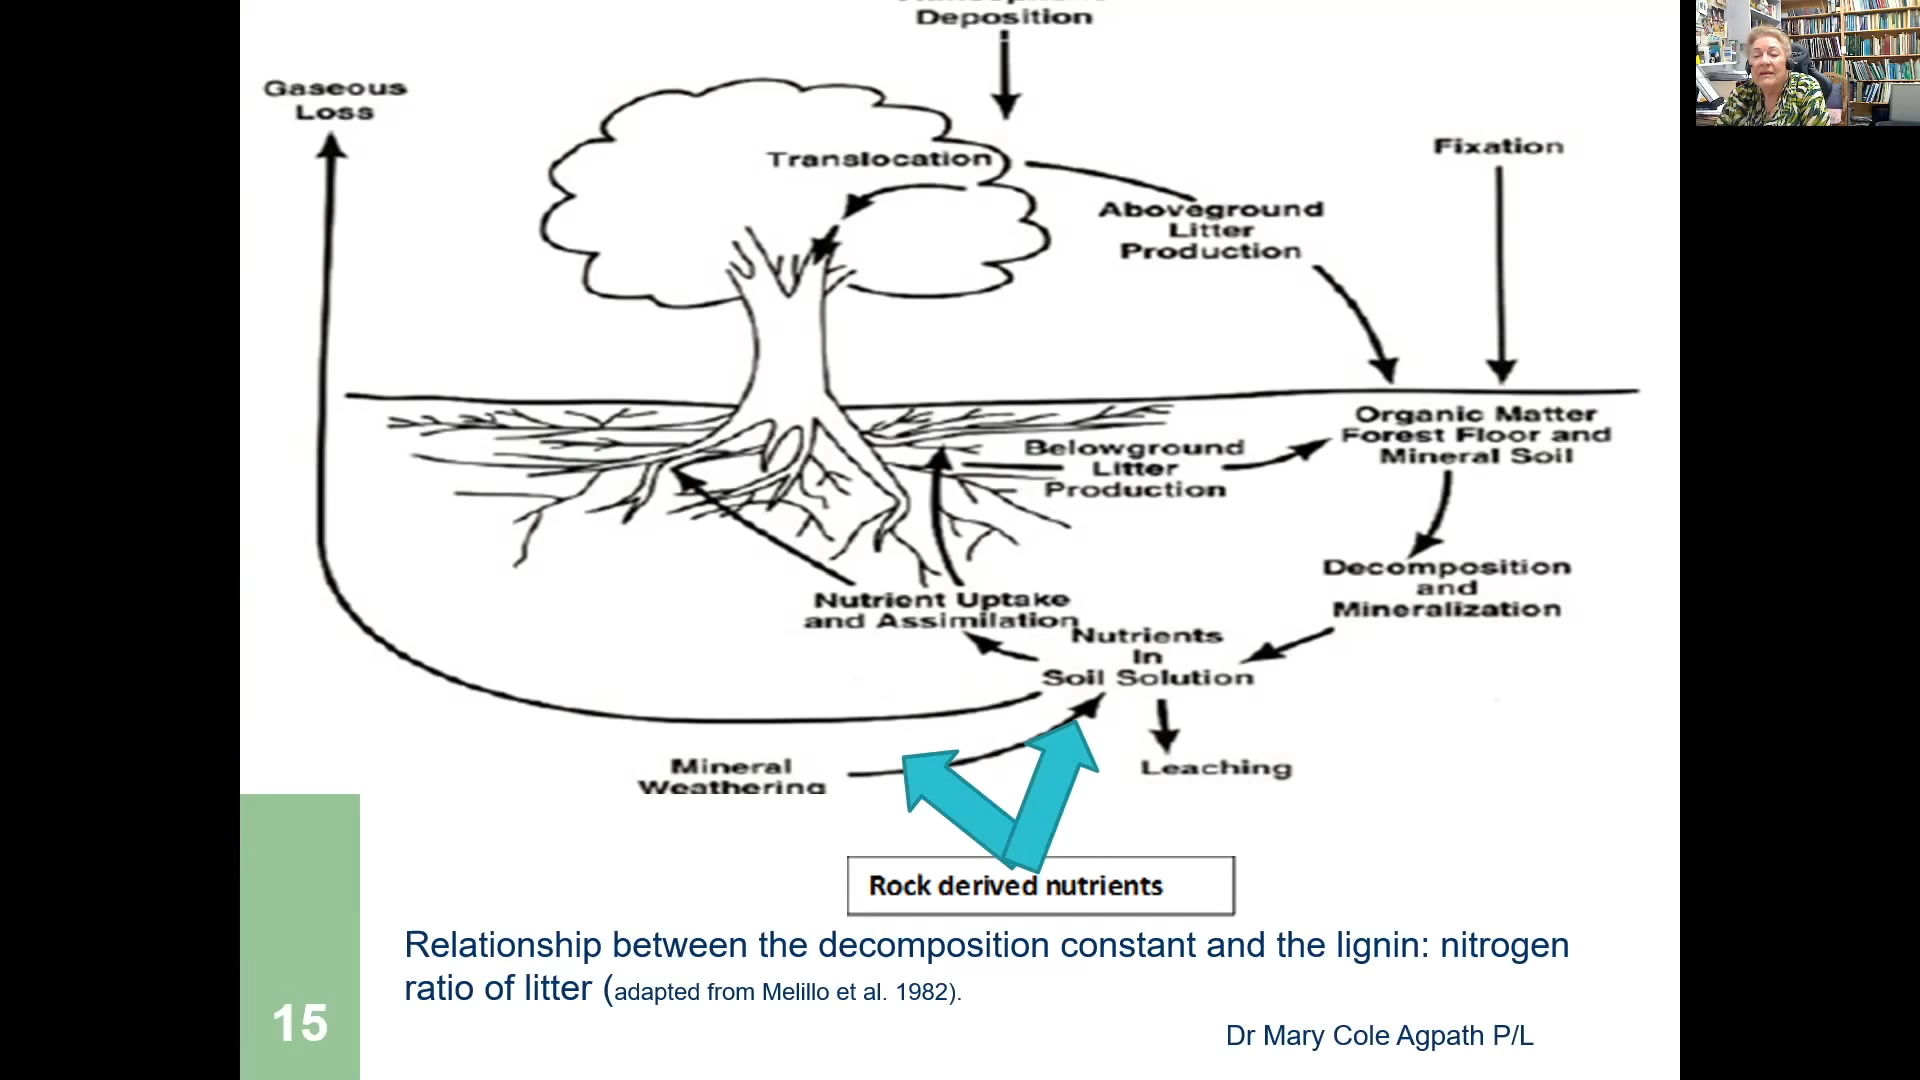 Deposition
Gaseous
Loss
Translocation
Fixation
Aboveground
Litter
Production
Organic Matter
Forest Floor and
Mineral Soil
Belowground
Litter
Production
Decomposition
and
Mineralization
Nutrient Uptake
and Assimilation
Nutrients
In
Soil Solution
Mineral
Weathering
Leaching
Rock derived nutrients
Relationship between the decomposition constant and the lignin: nitrogen
ratio of litter (adapted from Melillo et al. 1982).
15
Dr Mary Cole Agpath P/L